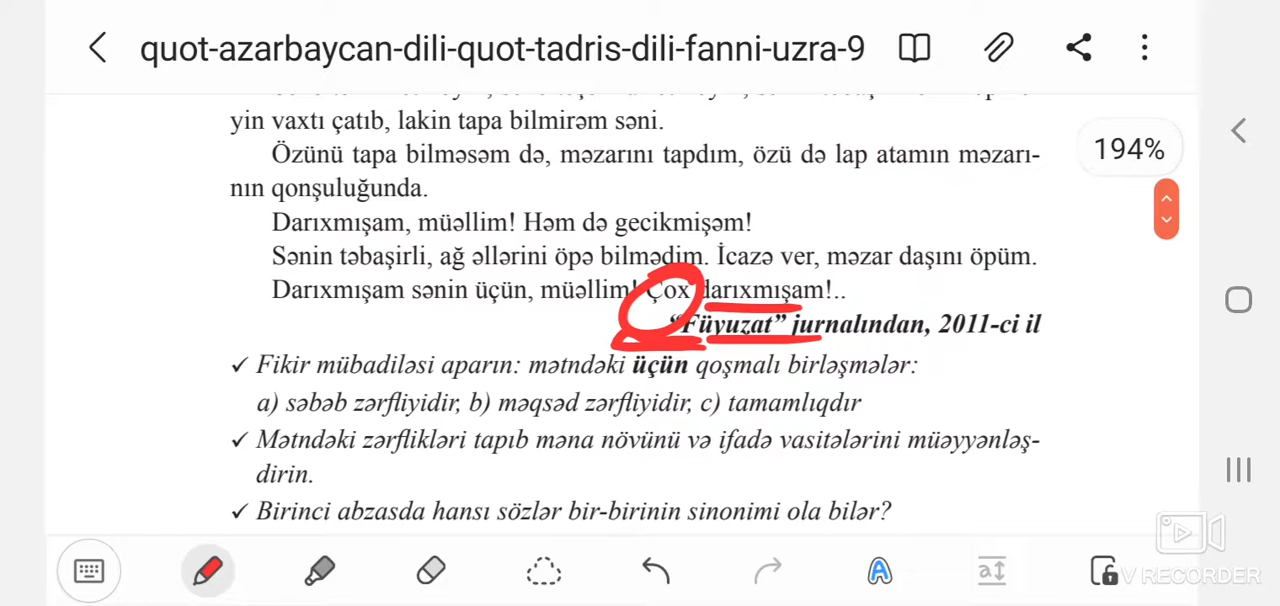 quot-azarbaycan-dili-quot-tadris-dili-fanni-uzra-9
194%
yin vaxtı çatıb, lakin tapa bilmirəm səni.
Özünü tapa bilməsəm də, məzarını tapdım, özü də lap atamın məzarı-
nın qonşuluğunda.
Darıxmışam, müəllim! Həm də gecikmişəm!
Sənin təbaşirli, ağ əllərini öpə bilmədim. İcazə ver, məzar daşını öpüm.
Darıxmışam sənin üçün, müəllim! Çox darıxmışam!..
“Füyuzat” jurnalından, 2011-ci il
✓ Fikir mübadiləsi aparın: mətndəki üçün qoşmalı birləşmələr:
a) səbəb zərfliyidir, b) məqsəd zərfliyidir, c) tamamlıqdır
✓ Mətndəki zərflikləri tapıb məna növünü və ifadə vasitələrini müəyyənləş-
dirin.
✓ Birinci abzasda hansı sözlər bir-birinin sinonimi ola bilər?
V RECORDER